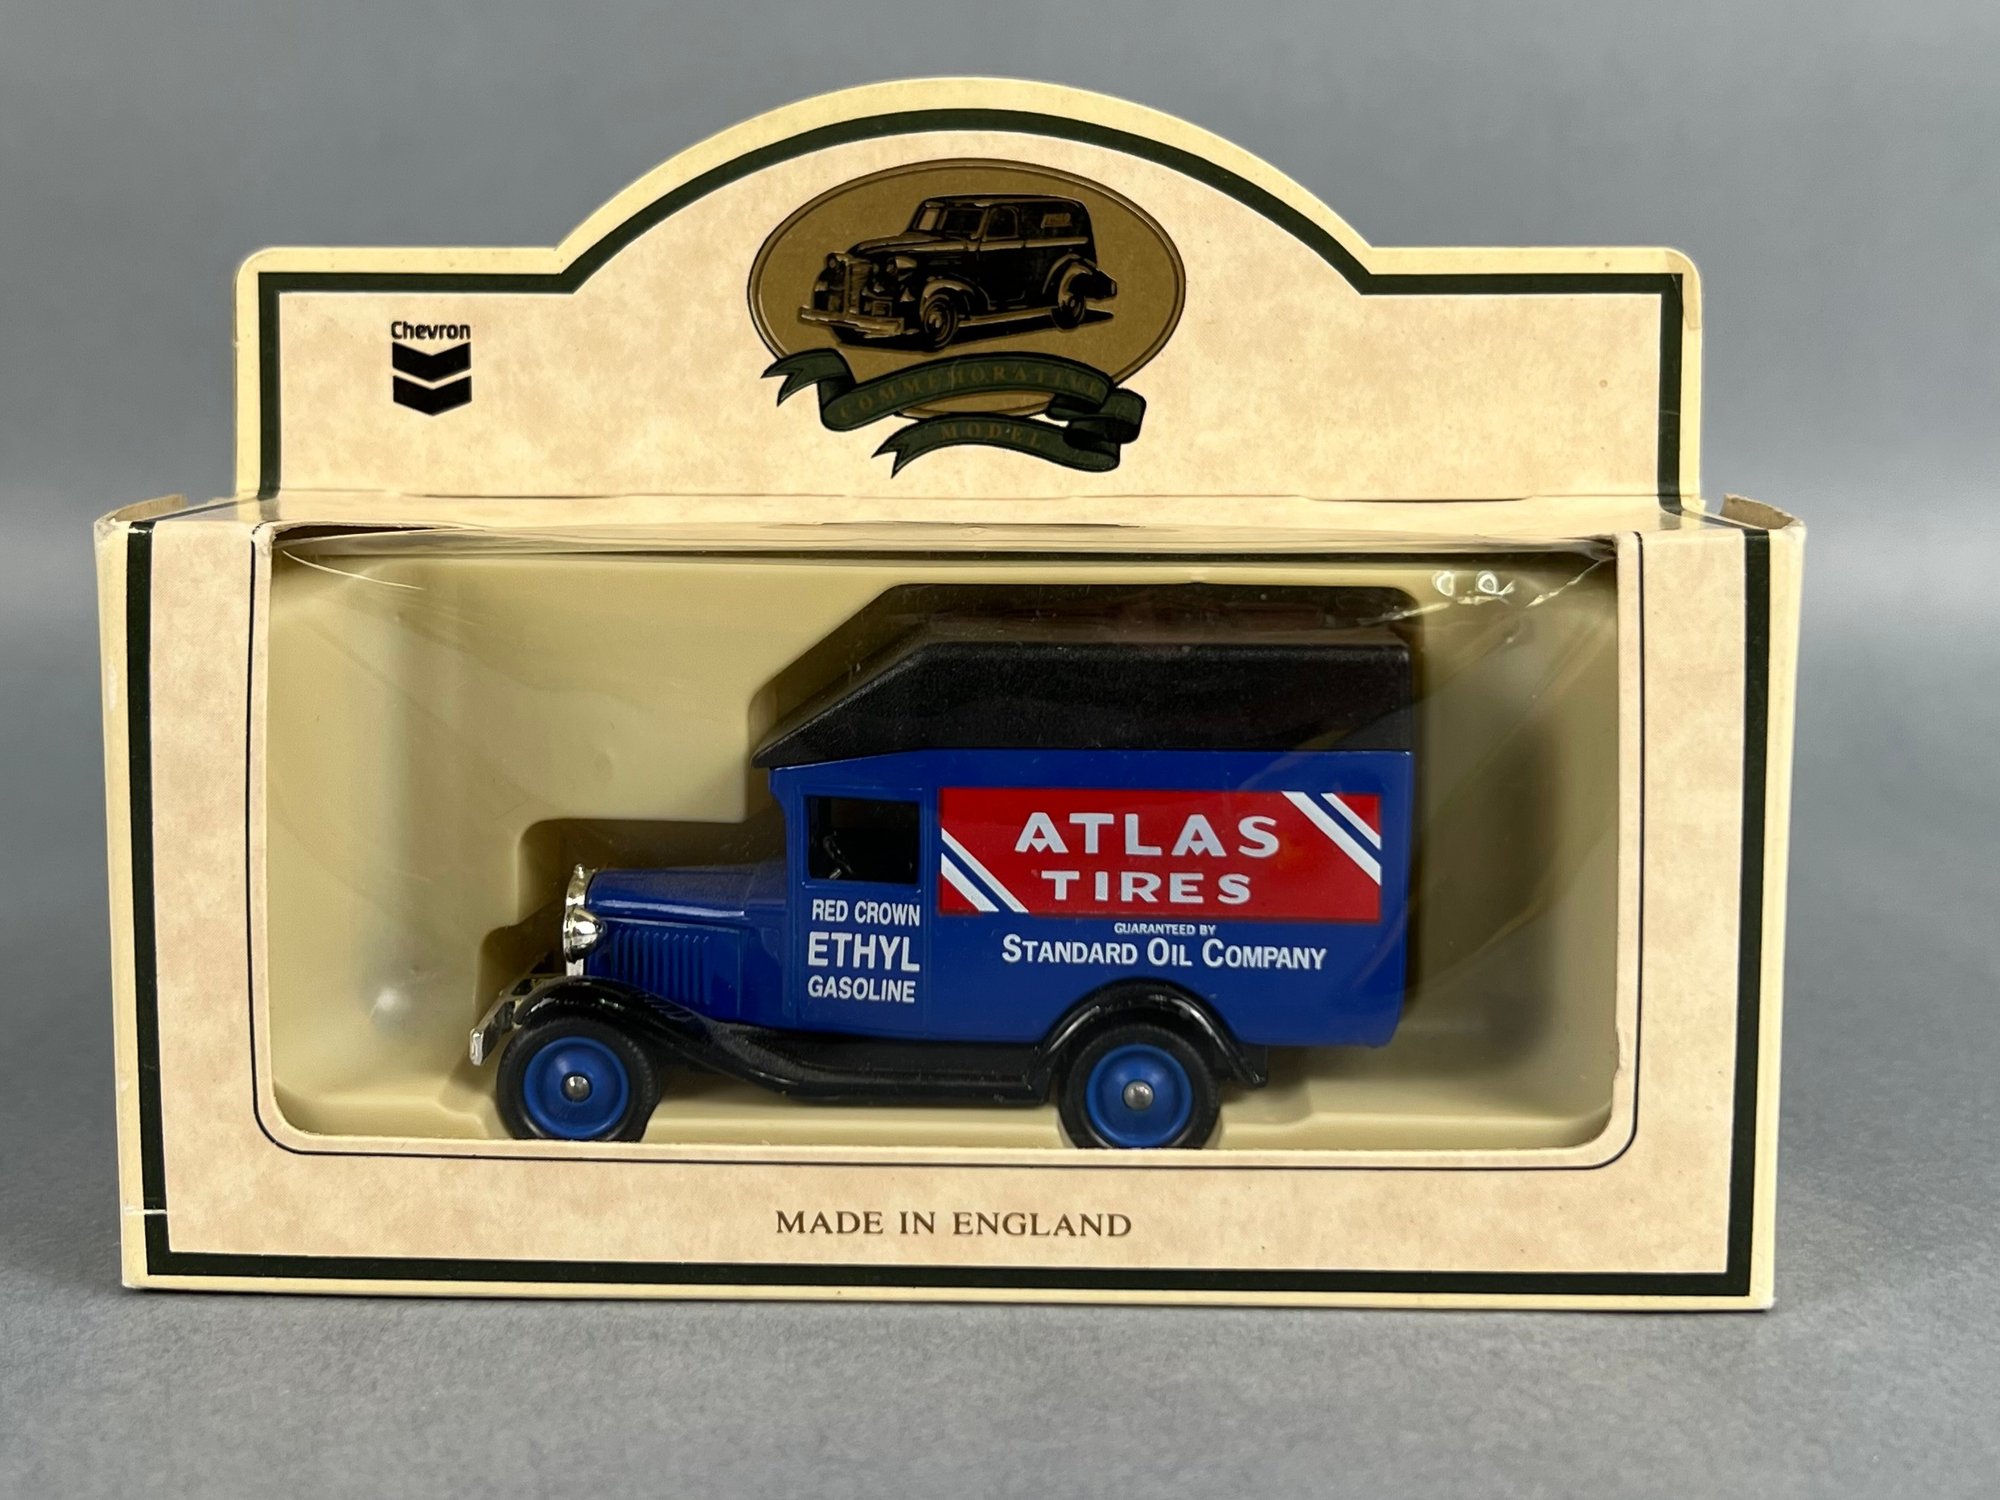 Chevron
COMMEMORATIVE
MODEL
ATLAS
TIRES
GUARANTEED BY
STANDARD OIL COMPANY
RED CROWN
ETHYL
GASOLINE
MADE IN ENGLAND